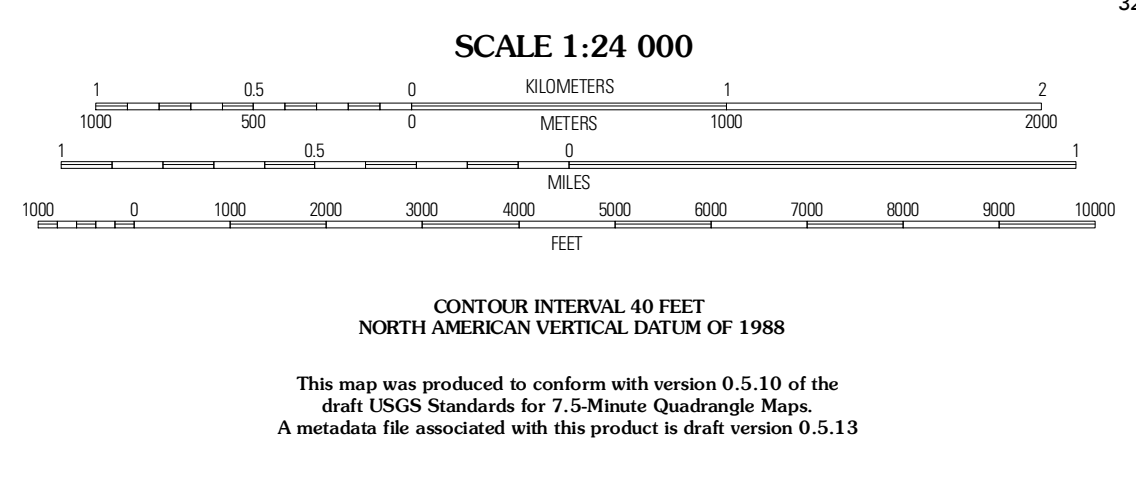 32
SCALE 1:24 000
1 0.5 0 KILOMETERS 1 2
1000 500 0 METERS 1000 2000
1 0.5 0 1
MILES
1000 0 1000 2000 3000 4000 5000 6000 7000 8000 9000 10000
FEET
CONTOUR INTERVAL 40 FEET
NORTH AMERICAN VERTICAL DATUM OF 1988
This map was produced to conform with version 0.5.10 of the
draft USGS Standards for 7.5-Minute Quadrangle Maps.
A metadata file associated with this product is draft version 0.5.13